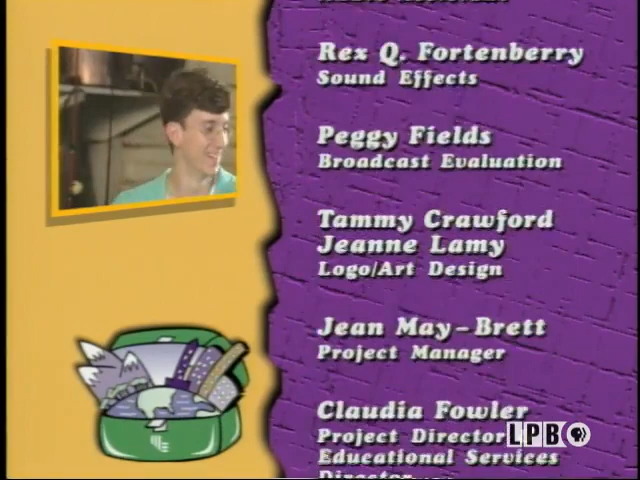 Rex Q. Fortenberry
Sound Effects
Peggy Fields
Broadcast Evaluation
Tammy Crawford
Jeanne Lamy
Logo/Art Design
Jean May-Brett
Project Manager
Claudia Fowler
Project Director
LPB
Educational Services
Director